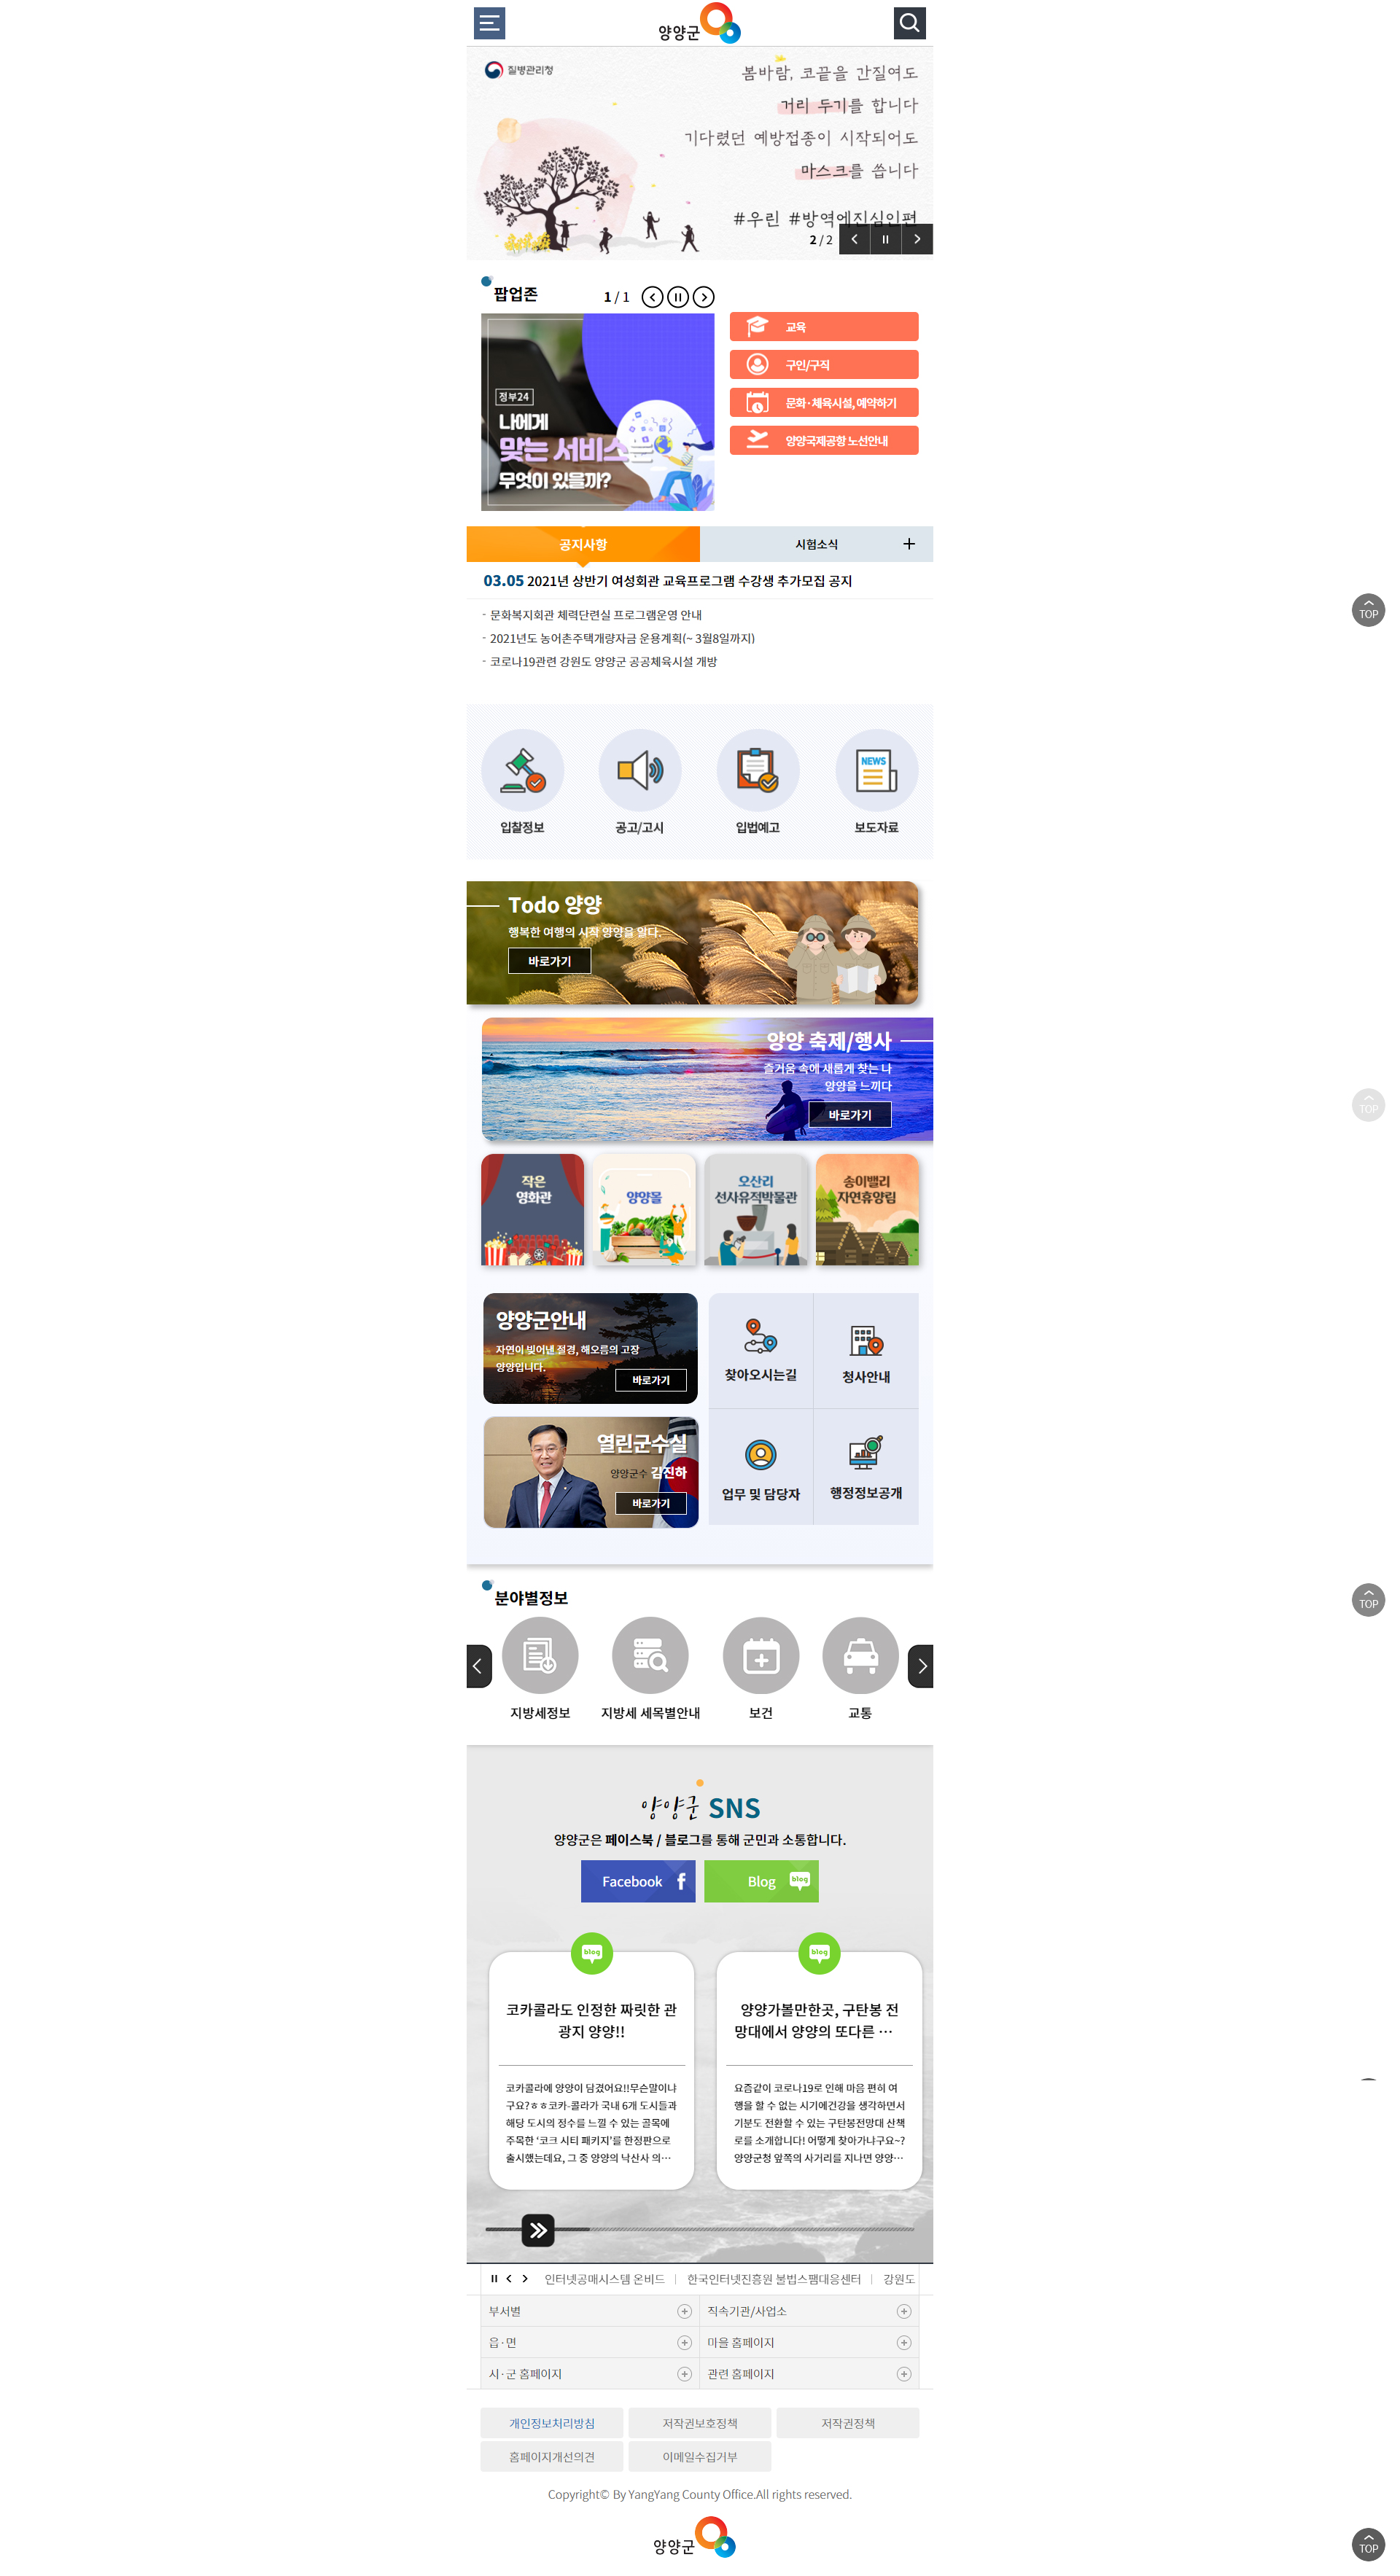 양양군
질병관리청
봄바람, 코끝을 간질여도
거리 두기를 합니다
기다렸던 예방접종이 시작되어도
마스크를 씁니다
#우린 #방역에진심인편
2 / 2
팝업존
1 / 1
정부24
나에게
맞는 서비스는
무엇이 있을까?
교육
구인/구직
문화·체육시설, 예약하기
양양국제공항 노선안내
공지사항
시험소식
03.05 2021년 상반기 여성회관 교육프로그램 수강생 추가모집 공지
- 문화복지회관 체력단련실 프로그램운영 안내
- 2021년도 농어촌주택개량자금 운용계획(~ 3월8일까지)
- 코로나19관련 강원도 양양군 공공체육시설 개방
TOP
NEWS
입찰정보
공고/고시
입법예고
보도자료
Todo 양양
행복한 여행의 시작 양양을 알다.
바로가기
양양 축제/행사
즐거움 속에 새롭게 찾는 나
양양을 느끼다
바로가기
TOP
작은
영화관
양양몰
오산리
선사유적박물관
송이밸리
자연휴양림
양양군안내
자연이 빚어낸 절경, 해오름의 고장
양양입니다.
바로가기
찾아오시는길
청사안내
열린군수실
양양군수 김진하
바로가기
업무 및 담당자
행정정보공개
분야별정보
TOP
지방세정보
지방세 세목별안내
보건
교통
양양군 SNS
양양군은 페이스북 / 블로그를 통해 군민과 소통합니다.
Facebook
Blog
blog
blog
blog
코카콜라도 인정한 짜릿한 관
광지 양양!!
코카콜라에 양양이 담겼어요!!무슨말이냐
구요?ㅎㅎ코카-콜라가 국내 6개 도시들과
해당 도시의 정수를 느낄 수 있는 골목에
주목한 ‘코크 시티 패키지’를 한정판으로
출시했는데요, 그 중 양양의 낙산사 의…
양양가볼만한곳, 구탄봉 전
망대에서 양양의 또다른 …
요즘같이 코로나19로 인해 마음 편히 여
행을 할 수 없는 시기에건강을 생각하면서
기분도 전환할 수 있는 구탄봉전망대 산책
로를 소개합니다! 어떻게 찾아가냐구요~?
양양군청 앞쪽의 사거리를 지나면 양양…
인터넷공매시스템 온비드
한국인터넷진흥원 불법스팸대응센터
강원도
부서별
직속기관/사업소
읍·면
마을 홈페이지
시·군 홈페이지
관련 홈페이지
개인정보처리방침
저작권보호정책
저작권정책
홈페이지개선의견
이메일수집거부
Copyright© By YangYang County Office.All rights reserved.
양양군
TOP